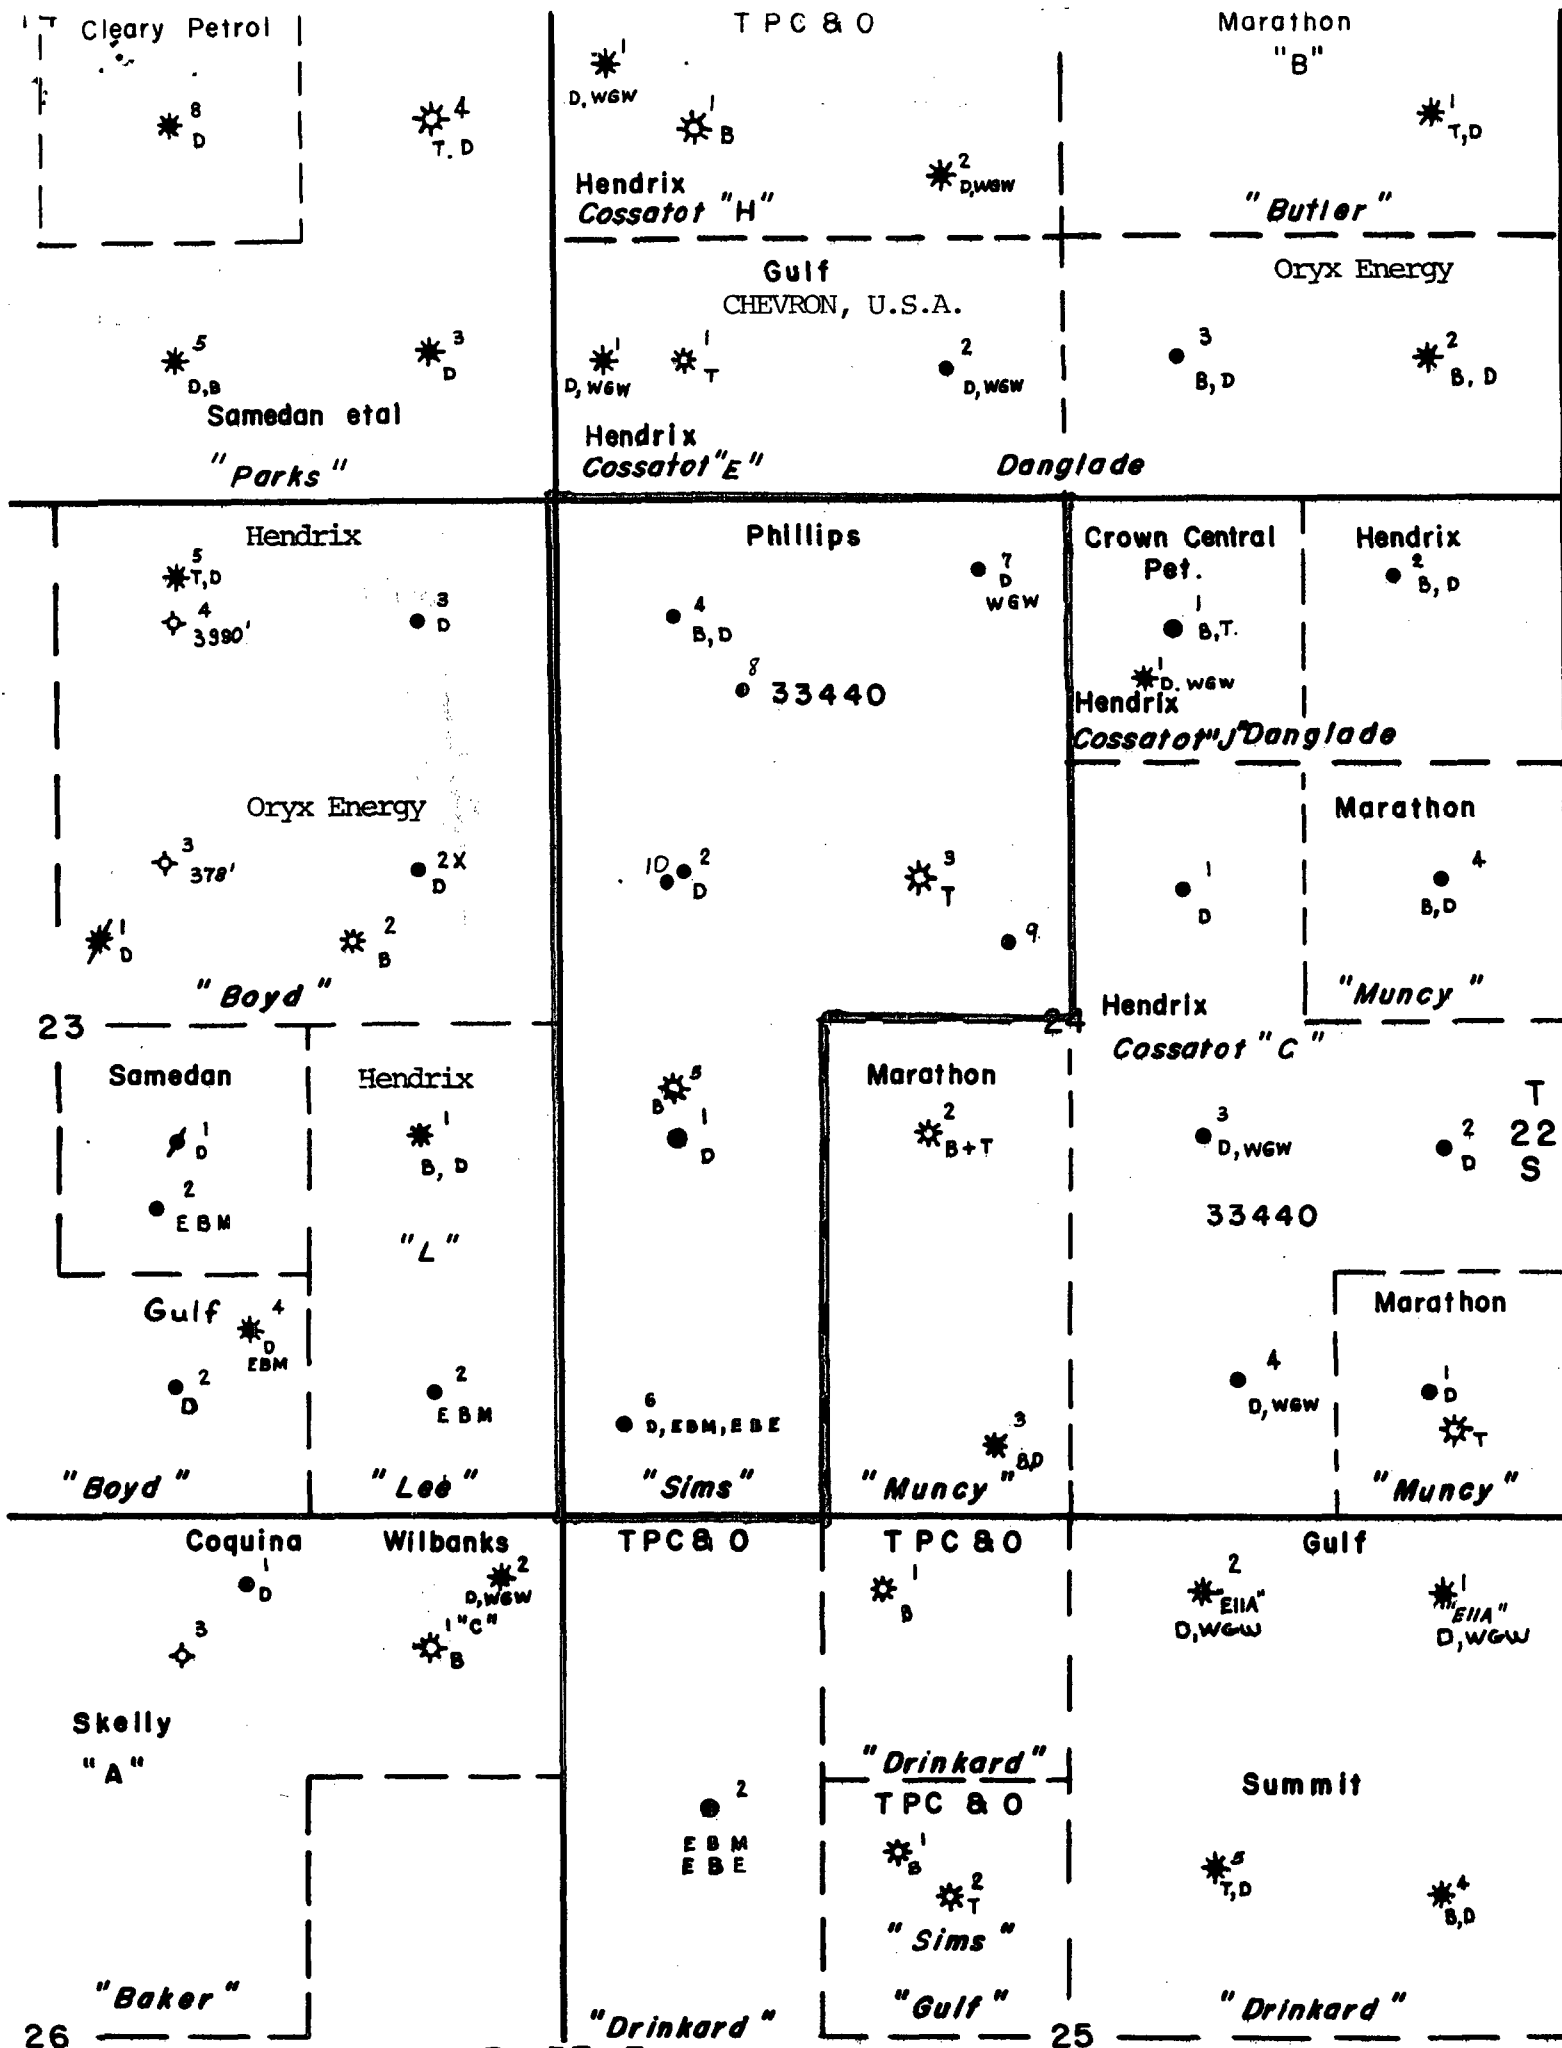 Cleary Petrol
8
D
4
T. D
5
D,B
3
D
Samedan etal
"Parks"
TPC&O
1
D,WGW
1
B
2
D,WGW
Hendrix
Cossatot "H"
Marathon
"B"
1
T,D
"Butler"
Gulf
CHEVRON, U.S.A.
1
D,WGW
1
T
2
D,WGW
Hendrix
Cossatot "E"
Oryx Energy
3
B,D
2
B,D
Danglade
Hendrix
5
T,D
4
3980'
3
D
Oryx Energy
3
378'
2X
D
1
D
2
B
"Boyd"
23
Phillips
7
D
WGW
4
B,D
8
33440
10
2
D
3
T
9
Crown Central
Pet.
1
B,T.
1
D. WGW
Hendrix
Cossatot "J" Danglade
Hendrix
2
B,D
1
D
Marathon
4
B,D
"Muncy"
24
Hendrix
Cossatot "C"
Samedan
1
D
2
EBM
Hendrix
1
B,D
"L"
Gulf
4
D
EBM
2
D
2
EBM
"Boyd"
"Lee"
5
B
1
D
6
D,EBM,EBE
"Sims"
Marathon
2
B+T
3
B,D
"Muncy"
3
D,WGW
2
D
T
22
S
33440
4
D,WGW
Marathon
1
D
T
"Muncy"
Coquina
1
D
3
Skelly
"A"
Wilbanks
2
D,WGW
1 "C"
B
"Baker"
26
TPC&O
2
EBM
EBE
"Drinkard"
TPC&O
1
B
"Drinkard"
TPC&O
1
B
2
T
"Sims"
"Gulf"
25
Gulf
2
"EIIA"
D,WGW
1
"EIIA"
D,WGW
Summit
5
T,D
4
B,D
"Drinkard"